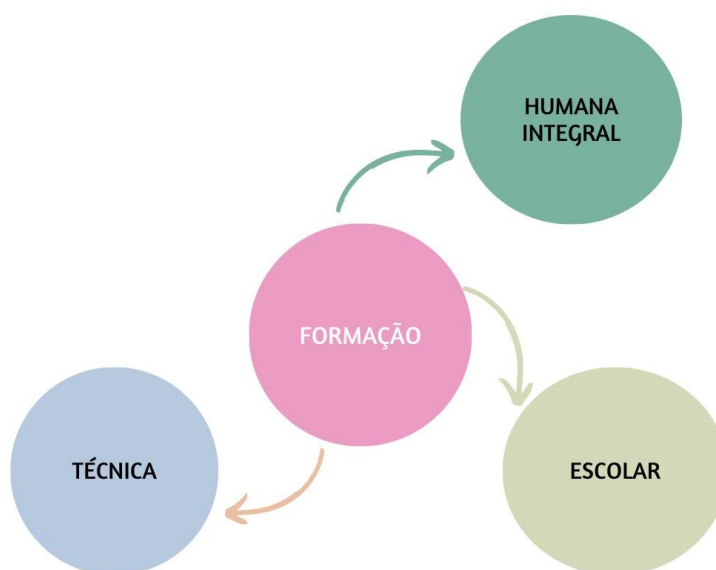 HUMANA
INTEGRAL
FORMAÇÃO
TÉCNICA
ESCOLAR